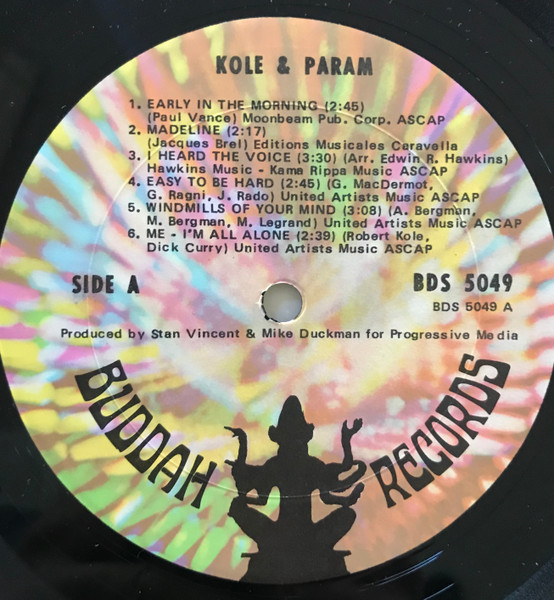 KOLE & PARAM
1. EARLY IN THE MORNING (2:45)
(Paul Vance) Moonbeam Pub. Corp. ASCAP
2. MADELINE (2:17)
(Jacques Brel) Editions Musicales Caravella
3. I HEARD THE VOICE (3:30) (Arr. Edwin R. Hawkins)
Hawkins Music - Kama Rippa Music ASCAP
4. EASY TO BE HARD (2:45) (G. MacDermot,
G. Ragni, J. Rado) United Artists Music ASCAP
5. WINDMILLS OF YOUR MIND (3:08) (A. Bergman,
M. Bergman, M. Legrand) United Artists Music ASCAP
6. ME - I'M ALL ALONE (2:39) (Robert Kole,
Dick Curry) United Artists Music ASCAP
SIDE A
BDS 5049
BDS 5049 A
Produced by Stan Vincent & Mike Duckman for Progressive Media
BUDDAH RECORDS